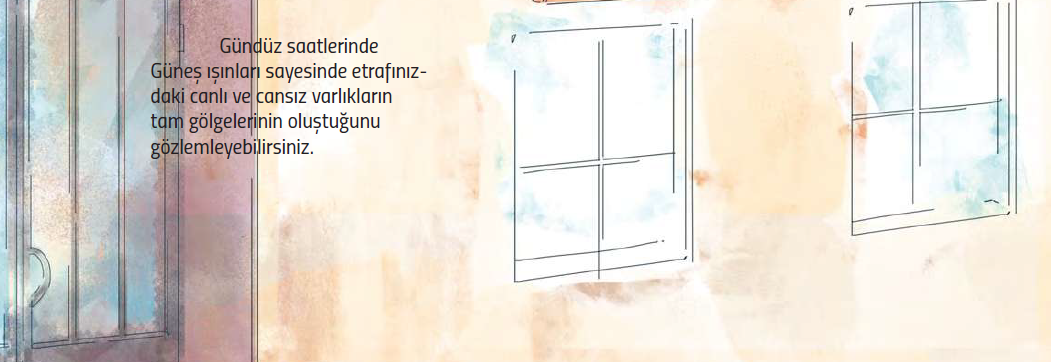 Gündüz saatlerinde
Güneş ışınları sayesinde etrafınız-
daki canlı ve cansız varlıkların
tam gölgelerinin oluştuğunu
gözlemleyebilirsiniz.